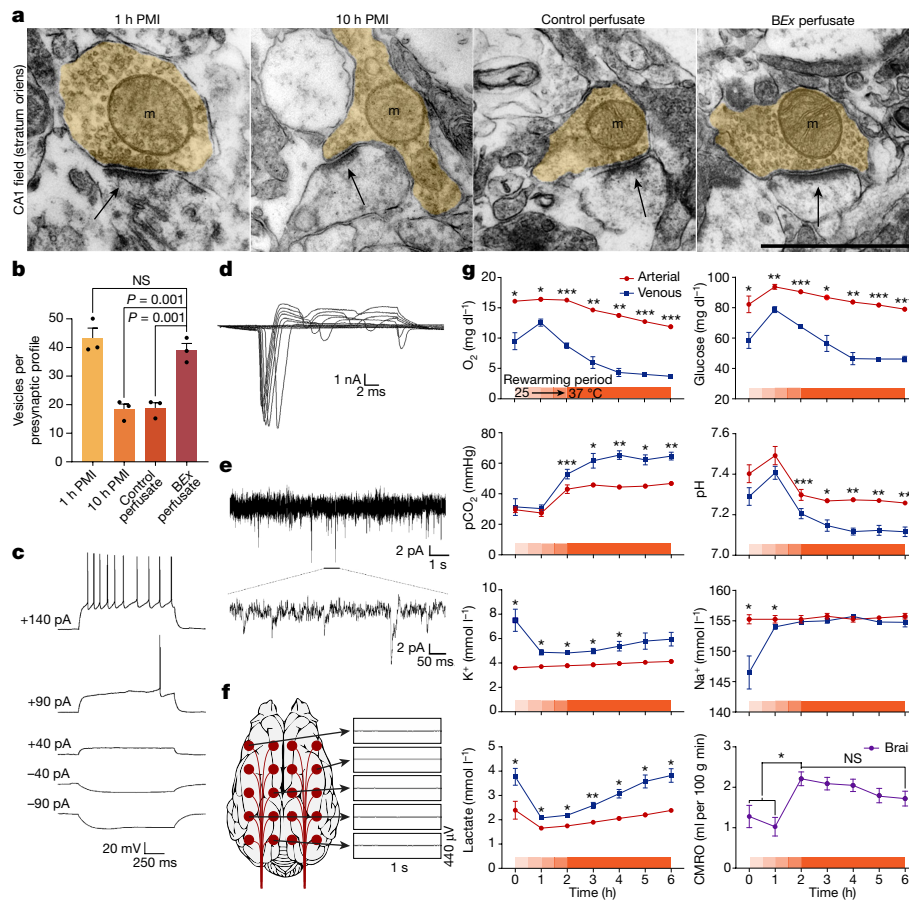 a
1 h PMI
10 h PMI
Control perfusate
BEx perfusate
CA1 field (stratum oriens)
m
m
m
m
b
NS
P = 0.001
P = 0.001
Vesicles per
presynaptic profile
50
40
30
20
10
0
1 h PMI
10 h PMI
Control
perfusate
BEx
perfusate
c
+140 pA
+90 pA
+40 pA
−40 pA
−90 pA
20 mV
250 ms
d
1 nA
2 ms
e
2 pA
1 s
2 pA
50 ms
f
1 s
440 μV
g
Arterial
Venous
O2 (mg dl−1)
20
15
10
5
0
* * *** ** * *** ***
Rewarming period
25
37 °C
Glucose (mg dl−1)
100
80
60
40
20
* ** *** * * * ***
pCO2 (mmHg)
80
60
40
20
0
*** * ** * **
pH
7.6
7.4
7.2
7.0
*** * ** ** **
K+ (mmol l−1)
10
8
6
4
2
0
* * * * *
Na+ (mmol l−1)
160
155
150
145
140
* *
Lactate (mmol l−1)
5
4
3
2
1
0
* * * ** * * *
0 1 2 3 4 5 6
Time (h)
CMRO (ml per 100 g min)
3
2
1
0
* NS
Brai
0 1 2 3 4 5 6
Time (h)